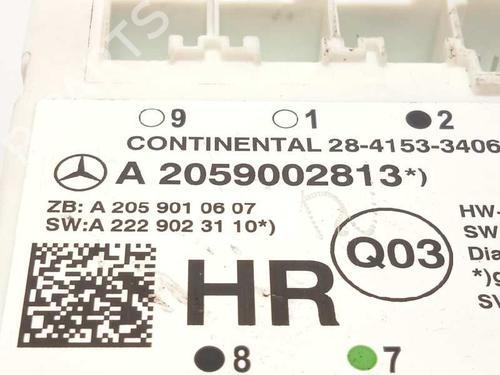 9 1 2
CONTINENTAL 28-4153-3406
A 2059002813*)
ZB: A 205 901 06 07
SW:A 222 902 31 10*)
HW-
SW
Dia
*)g
SV
Q03
HR
8 7